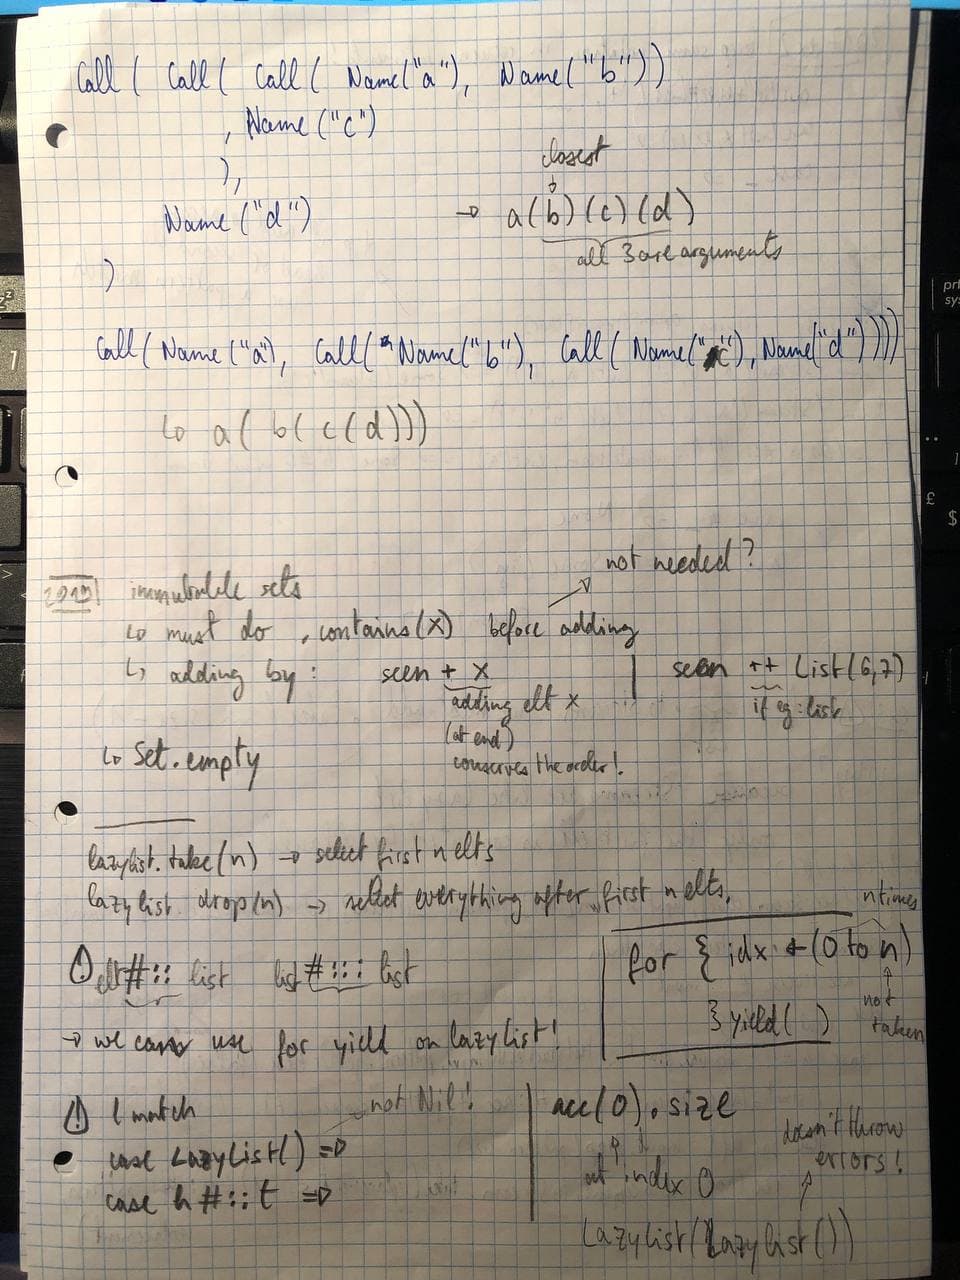 Call ( Call ( Call ( Name("a"), Name("b"))
, Name("c")
),
Name("d")
)
closest
→ a(b)(c)(d)
all 3 are arguments
Call( Name("a"), Call( Name("b"), Call( Name("c"), Name("d"))))
↳ a( b( c(d)))
not needed?
2019 immutable sets
↳ must do .contains(x) before adding
↳ adding by: seen + x | seen ++ List(6,7)
adding elt x
if eg: list
(at end)
conserves the order!
↳ Set.empty
lazylist.take(n) → select first n elts
lazylist drop(n) → select everything after first n elts.
n times
for { idx ← (0 to n)
} yield( )
not taken
elt #:: list list #::: list
→ we can use for yield on lazylist!
l match
not Nil!
case LazyList() =>
case h #:: t =>
acc(0).size
at index 0
doesn't throw
errors!
LazyList(LazyList())